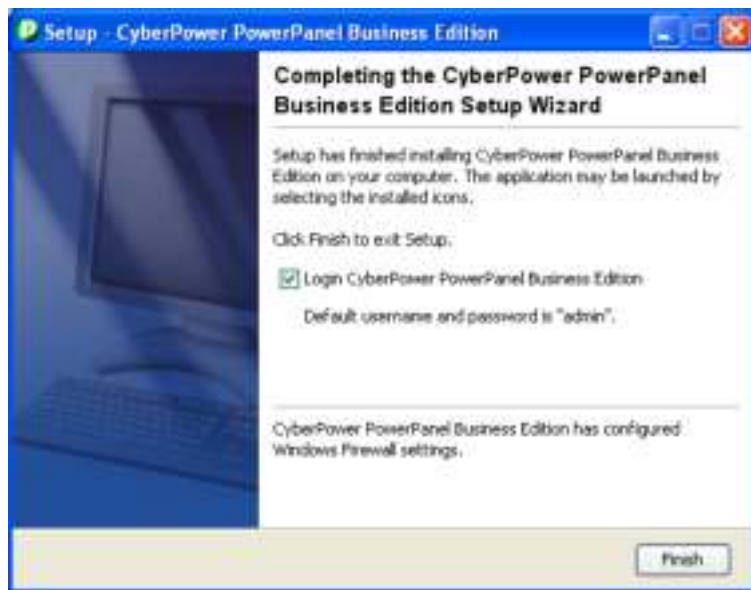 Setup - CyberPower PowerPanel Business Edition
Completing the CyberPower PowerPanel
Business Edition Setup Wizard
Setup has finished installing CyberPower PowerPanel Business
Edition on your computer. The application may be launched by
selecting the installed icons.
Click Finish to exit Setup.
Login CyberPower PowerPanel Business Edition
Default username and password is "admin".
CyberPower PowerPanel Business Edition has configured
Windows Firewall settings.
Finish